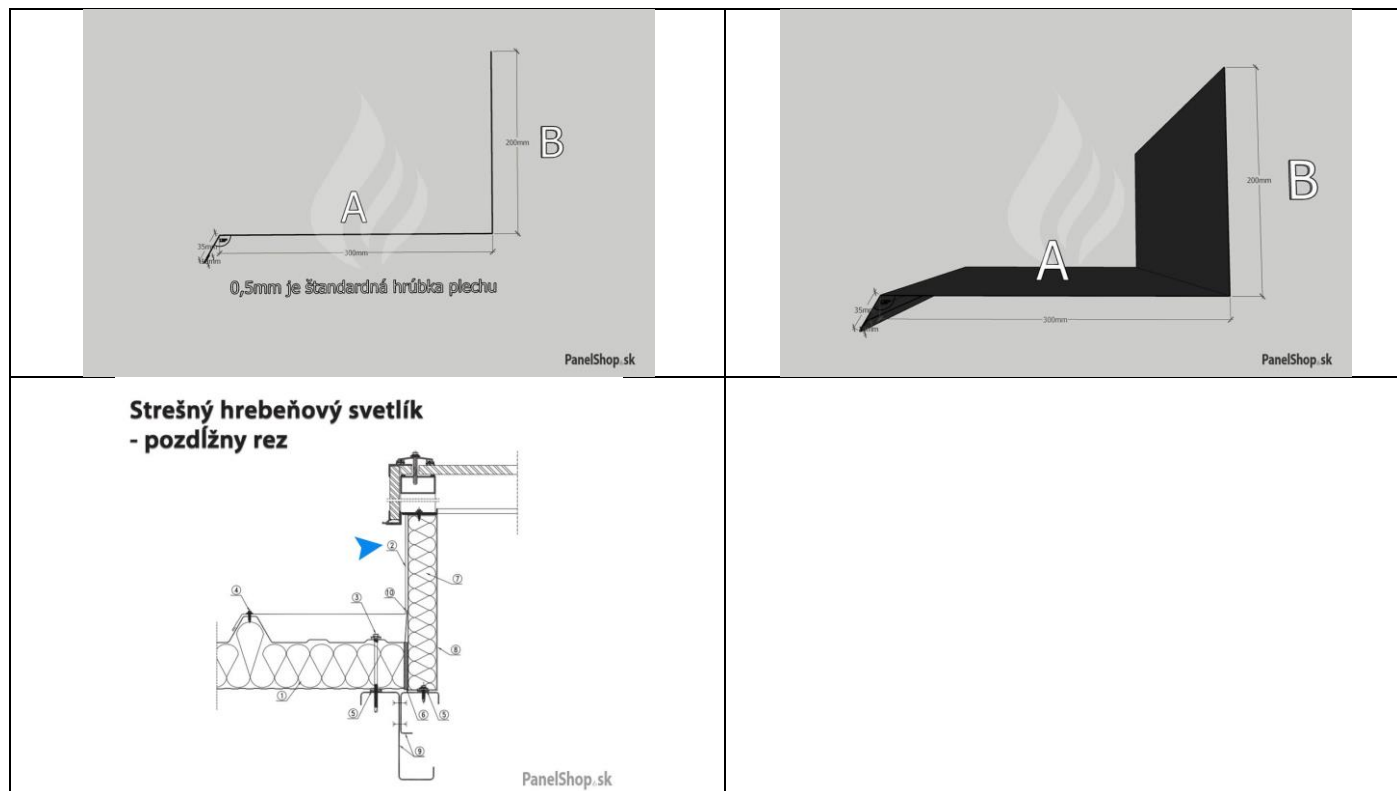 B
200mm
A
35mm
300mm
0,5mm je štandardná hrúbka plechu
PanelShop.sk
B
200mm
A
35mm
300mm
PanelShop.sk
Strešný hrebeňový svetlík
- pozdĺžny rez
2
7
4
3
10
8
1
5
6
5
9
PanelShop.sk